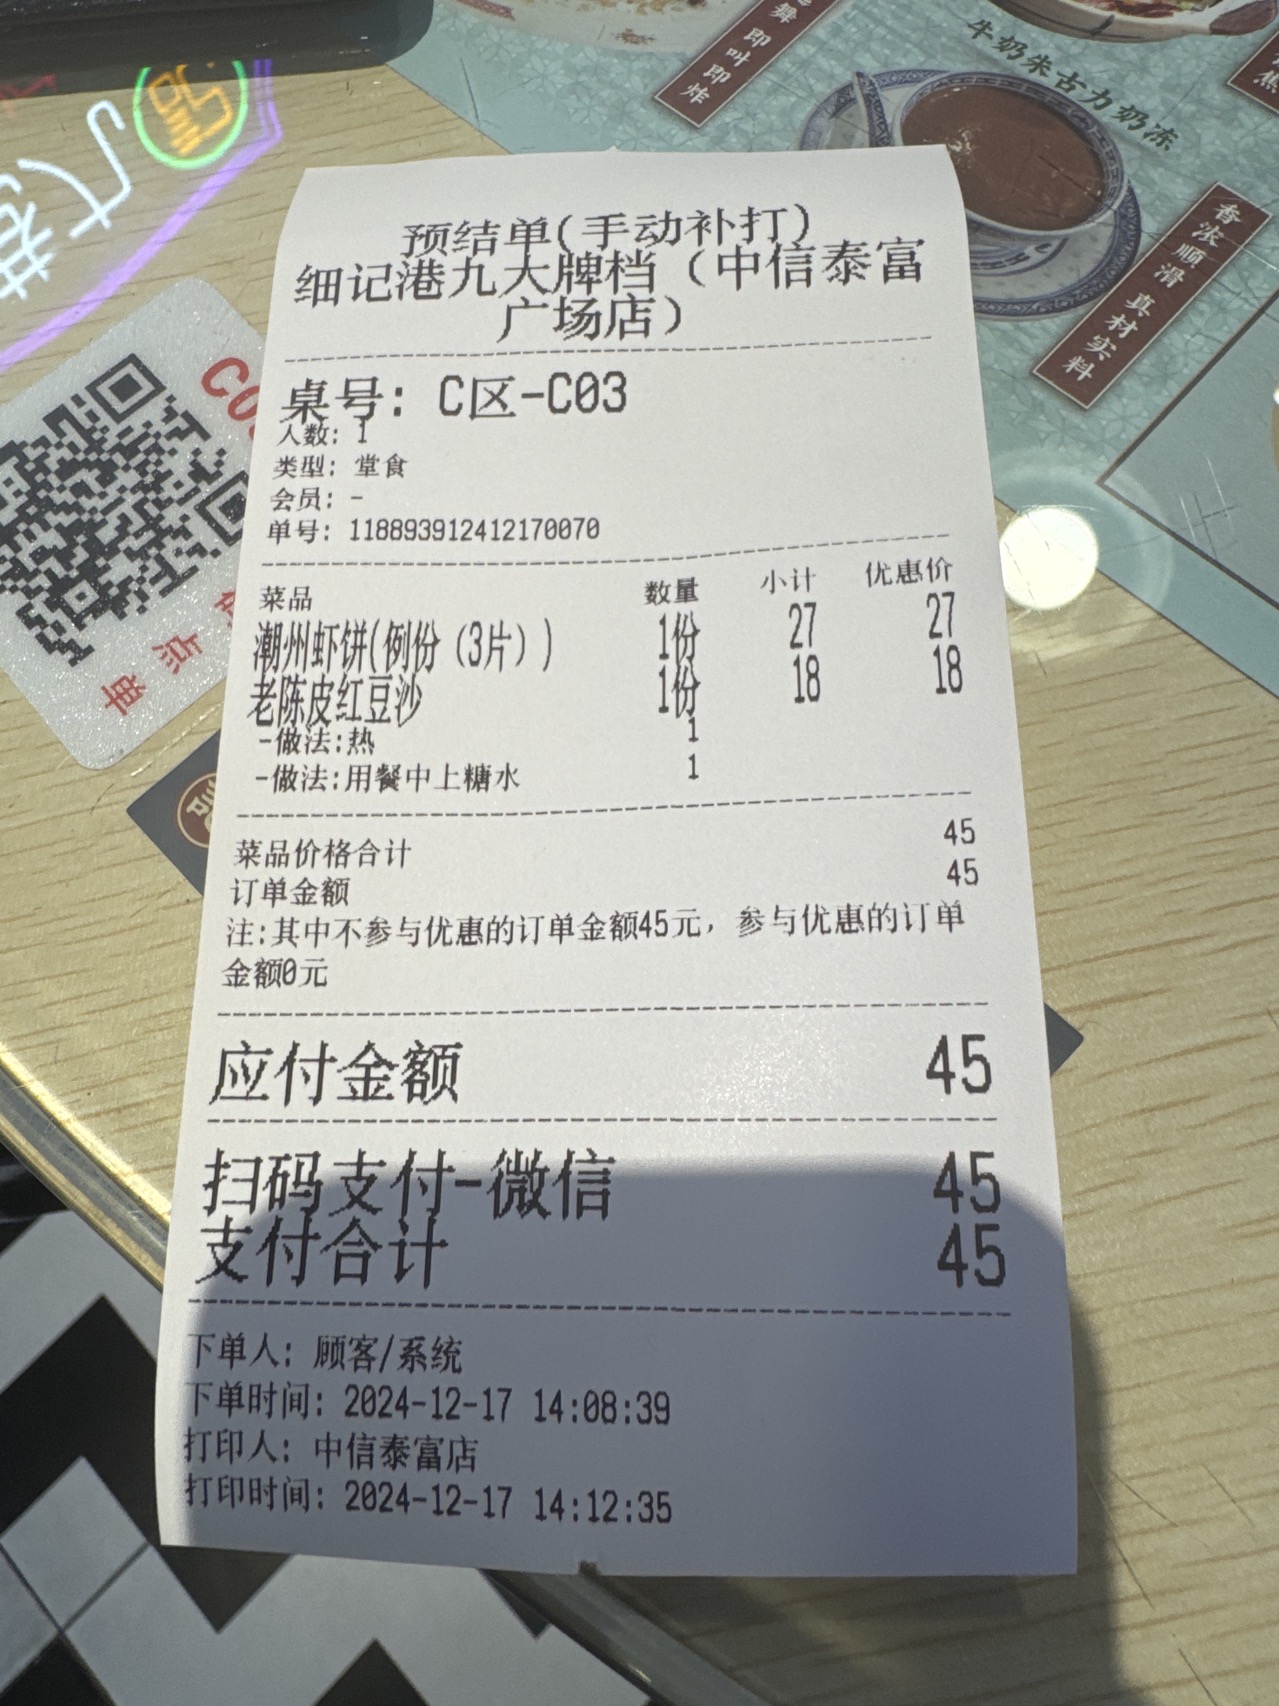 舞 即叫即炸
牛奶朱古力奶冻
香浓顺滑 真材实料
预结单(手动补打)
细记港九大牌档（中信泰富
广场店）
桌号: C区-C03
人数: 1
类型: 堂食
会员: -
单号: 118893912412170070
菜品 数量 小计 优惠价
潮州虾饼(例份（3片）) 1份 27 27
老陈皮红豆沙 1份 18 18
-做法:热 1
-做法:用餐中上糖水 1
菜品价格合计 45
订单金额 45
注:其中不参与优惠的订单金额45元, 参与优惠的订单
金额0元
应付金额 45
扫码支付-微信 45
支付合计 45
下单人: 顾客/系统
下单时间: 2024-12-17 14:08:39
打印人: 中信泰富店
打印时间: 2024-12-17 14:12:35
点单